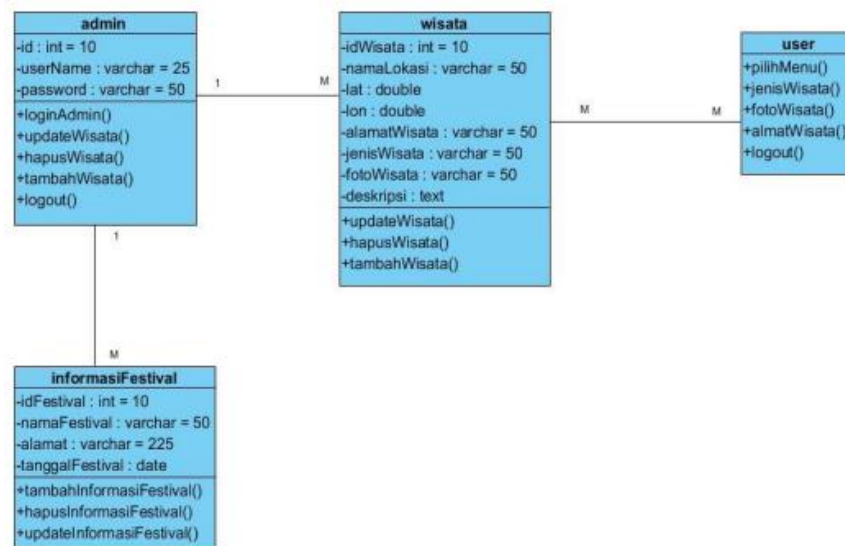 admin
-id : int = 10
-userName : varchar = 25
-password : varchar = 50
+loginAdmin()
+updateWisata()
+hapusWisata()
+tambahWisata()
+logout()
1
M
wisata
-idWisata : int = 10
-namaLokasi : varchar = 50
-lat : double
-lon : double
-alamatWisata : varchar = 50
-jenisWisata : varchar = 50
-fotoWisata : varchar = 50
-deskripsi : text
+updateWisata()
+hapusWisata()
+tambahWisata()
M
M
user
+pilihMenu()
+jenisWisata()
+fotoWisata()
+almatWisata()
+logout()
1
M
informasiFestival
-idFestival : int = 10
-namaFestival : varchar = 50
-alamat : varchar = 225
-tanggalFestival : date
+tambahInformasiFestival()
+hapusInformasiFestival()
+updateInformasiFestival()